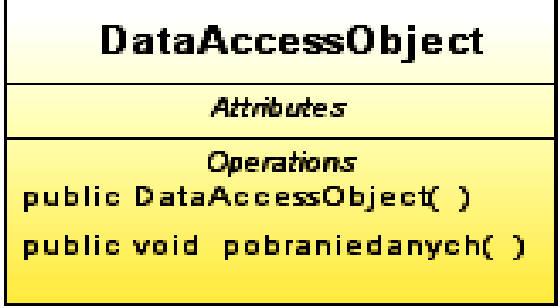 DataAccessObject
Attributes
Operations
public DataAccessObject( )
public void  pobraniedanych( )